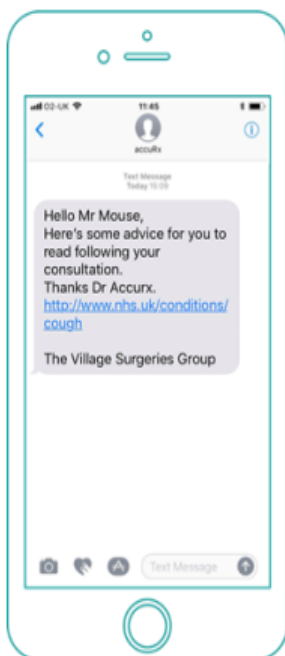 O2-UK 11:45
accuRx
Text Message
Today 15:09
Hello Mr Mouse,
Here's some advice for you to
read following your
consultation.
Thanks Dr Accurx.
http://www.nhs.uk/conditions/
cough
The Village Surgeries Group
Text Message